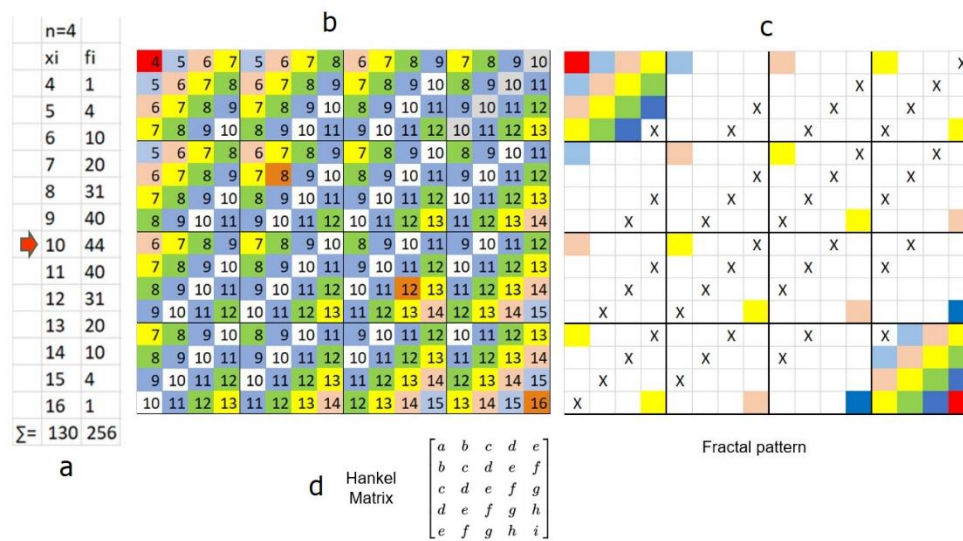 n=4
xi fi
4 1
5 4
6 10
7 20
8 31
9 40
10 44
11 40
12 31
13 20
14 10
15 4
16 1
∑= 130 256
a
b
4 5 6 7 5 6 7 8 6 7 8 9 7 8 9 10
5 6 7 8 6 7 8 9 7 8 9 10 8 9 10 11
6 7 8 9 7 8 9 10 8 9 10 11 9 10 11 12
7 8 9 10 8 9 10 11 9 10 11 12 10 11 12 13
5 6 7 8 6 7 8 9 7 8 9 10 8 9 10 11
6 7 8 9 7 8 9 10 8 9 10 11 9 10 11 12
7 8 9 10 8 9 10 11 9 10 11 12 10 11 12 13
8 9 10 11 9 10 11 12 10 11 12 13 11 12 13 14
6 7 8 9 7 8 9 10 8 9 10 11 9 10 11 12
7 8 9 10 8 9 10 11 9 10 11 12 10 11 12 13
8 9 10 11 9 10 11 12 10 11 12 13 11 12 13 14
9 10 11 12 10 11 12 13 11 12 13 14 12 13 14 15
7 8 9 10 8 9 10 11 9 10 11 12 10 11 12 13
8 9 10 11 9 10 11 12 10 11 12 13 11 12 13 14
9 10 11 12 10 11 12 13 11 12 13 14 12 13 14 15
10 11 12 13 11 12 13 14 12 13 14 15 13 14 15 16
c
X
X X
X X X
X X X X
X X
X X X
X X X X
X X X
X X X
X X X X
X X X
X X
X X X X
X X X
X X
X
Fractal pattern
d
Hankel
Matrix
a b c d e
b c d e f
c d e f g
d e f g h
e f g h i